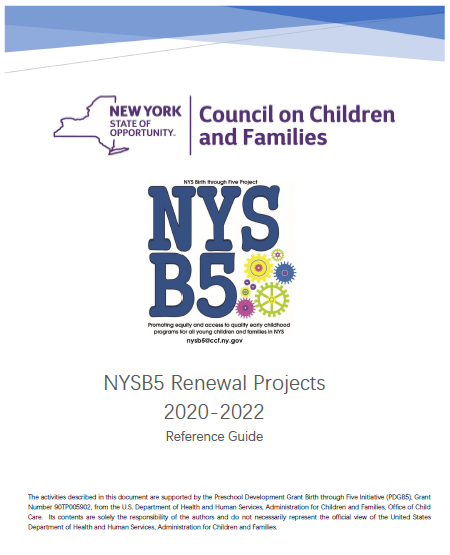 NEW YORK
STATE OF
OPPORTUNITY.
Council on Children
and Families
NYS Birth through Five Project
NYS
B5
Promoting equity and access to quality early childhood
programs for all young children and families in NYS
nysb5@ccf.ny.gov
NYSB5 Renewal Projects
2020-2022
Reference Guide
The activities described in this document are supported by the Preschool Development Grant Birth through Five Initiative (PDGB5), Grant
Number 90TP005902, from the U.S. Department of Health and Human Services, Administration for Children and Families, Office of Child
Care. Its contents are solely the responsibility of the authors and do not necessarily represent the official view of the United States
Department of Health and Human Services, Administration for Children and Families.